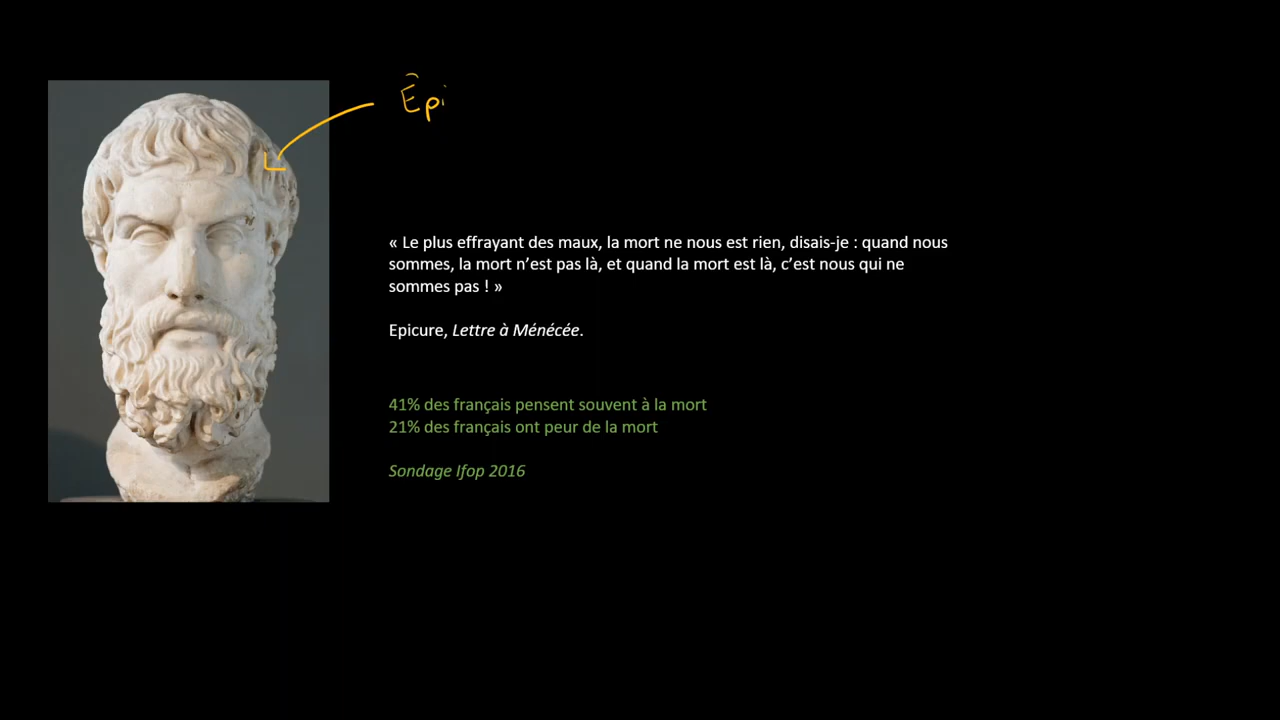 Épi
« Le plus effrayant des maux, la mort ne nous est rien, disais-je : quand nous
sommes, la mort n’est pas là, et quand la mort est là, c’est nous qui ne
sommes pas ! »
Epicure, Lettre à Ménécée.
41% des français pensent souvent à la mort
21% des français ont peur de la mort
Sondage Ifop 2016